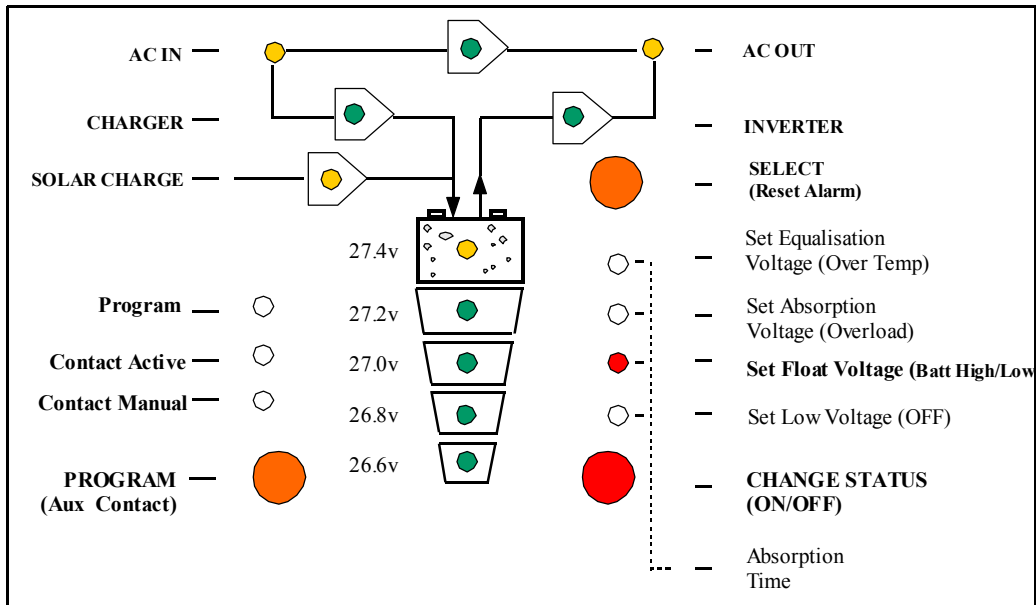 AC IN
AC OUT
CHARGER
INVERTER
SOLAR CHARGE
SELECT
(Reset Alarm)
27.4v
Set Equalisation
Voltage (Over Temp)
Program
27.2v
Set Absorption
Voltage (Overload)
Contact Active
27.0v
Set Float Voltage (Batt High/Low
Contact Manual
26.8v
Set Low Voltage (OFF)
26.6v
PROGRAM
(Aux Contact)
CHANGE STATUS
(ON/OFF)
Absorption
Time